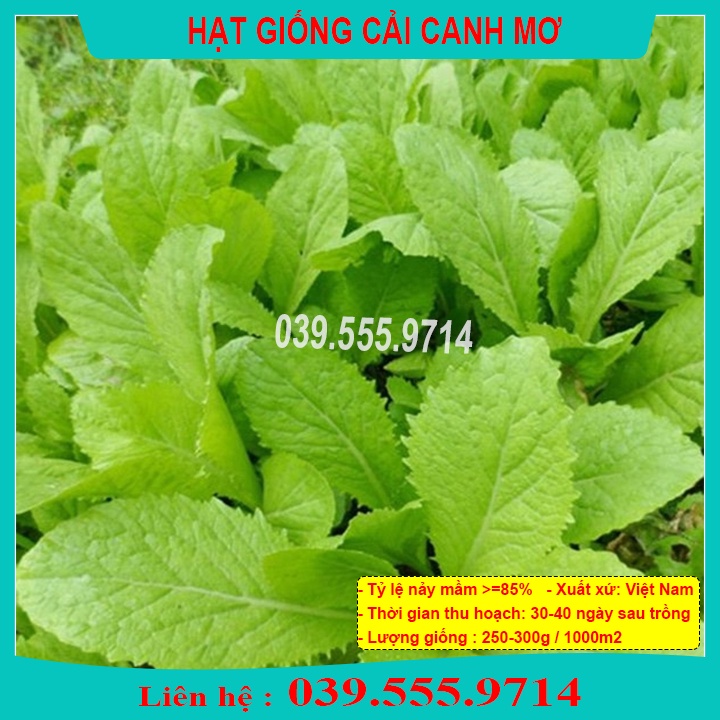 HẠT GIỐNG CẢI CANH MƠ
039.555.9714
- Tỷ lệ nảy mầm >=85% - Xuất xứ: Việt Nam
- Thời gian thu hoạch: 30-40 ngày sau trồng
- Lượng giống : 250-300g / 1000m2
Liên hệ : 039.555.9714